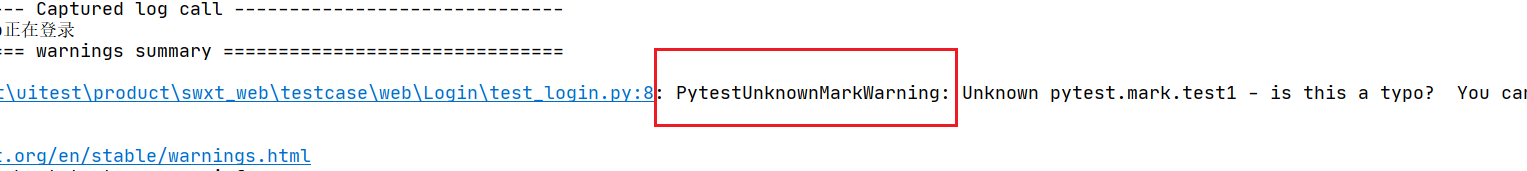 --- Captured log call ------------------------------
正在登录
=== warnings summary ===============================
t\uitest\product\swxt_web\testcase\web\Login\test_login.py:8: PytestUnknownMarkWarning: Unknown pytest.mark.test1 - is this a typo?  You can
t.org/en/stable/warnings.html